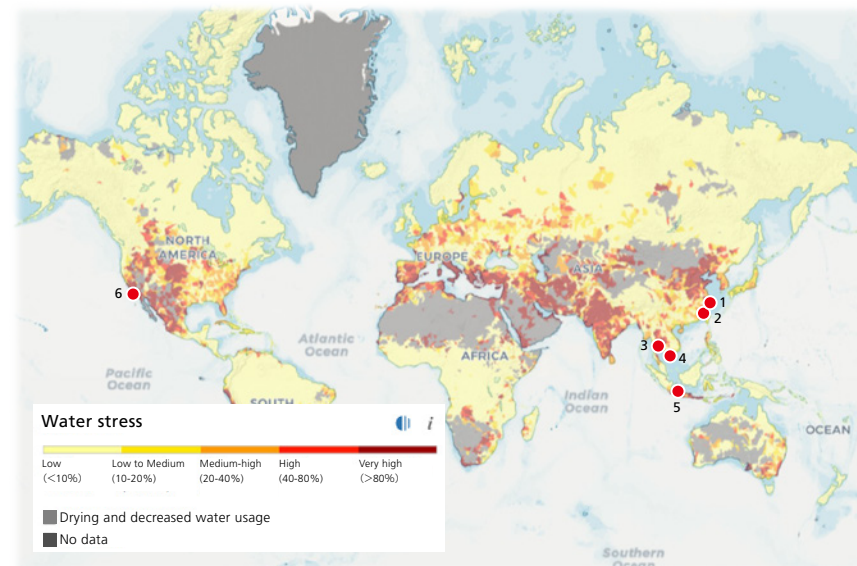 NORTH
AMERICA
EUROPE
ASIA
6
1
2
Atlantic
Ocean
3
4
AFRICA
Pacific
Ocean
5
Indian
Ocean
SOUTH
OCEAN
Water stress
i
Low
Low to Medium
Medium-high
High
Very high
(<10%)
(10-20%)
(20-40%)
(40-80%)
(>80%)
Drying and decreased water usage
No data
Southern
Ocean